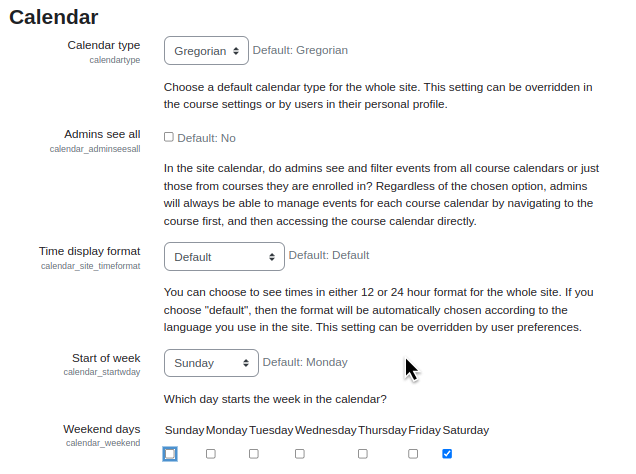 Calendar
Calendar type
calendartype
Gregorian Default: Gregorian
Choose a default calendar type for the whole site. This setting can be overridden in
the course settings or by users in their personal profile.
Admins see all
calendar_adminseesall
Default: No
In the site calendar, do admins see and filter events from all course calendars or just
those from courses they are enrolled in? Regardless of the chosen option, admins
will always be able to manage events for each course calendar by navigating to the
course first, and then accessing the course calendar directly.
Time display format
calendar_site_timeformat
Default Default: Default
You can choose to see times in either 12 or 24 hour format for the whole site. If you
choose "default", then the format will be automatically chosen according to the
language you use in the site. This setting can be overridden by user preferences.
Start of week
calendar_startwday
Sunday Default: Monday
Which day starts the week in the calendar?
Weekend days
calendar_weekend
Sunday Monday Tuesday Wednesday Thursday Friday Saturday